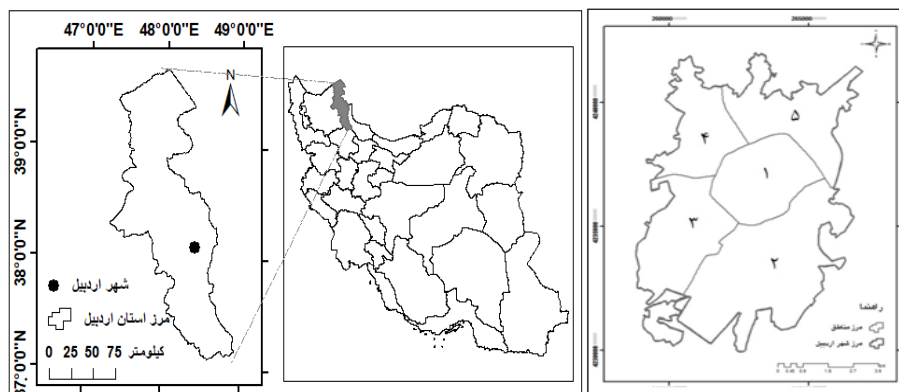 47°0'0"E 48°0'0"E 49°0'0"E
N
39°0'0"N
38°0'0"N
37°0'0"N
شهر اردبیل
مرز استان اردبیل
0 25 50 75 کیلومتر
260000 265000
۵
۴
۱
۳
۲
راهنما
مرز مناطق
مرز شهر اردبیل